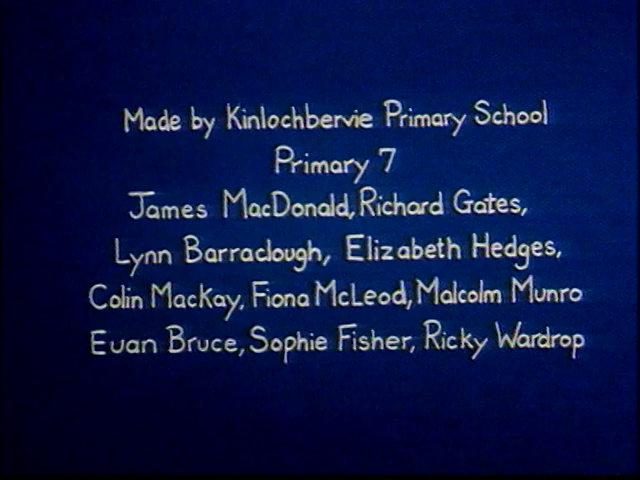 Made by Kinlochbervie Primary School
Primary 7
James MacDonald, Richard Gates,
Lynn Barraclough, Elizabeth Hedges,
Colin MacKay, Fiona McLeod, Malcolm Munro
Euan Bruce, Sophie Fisher, Ricky Wardrop